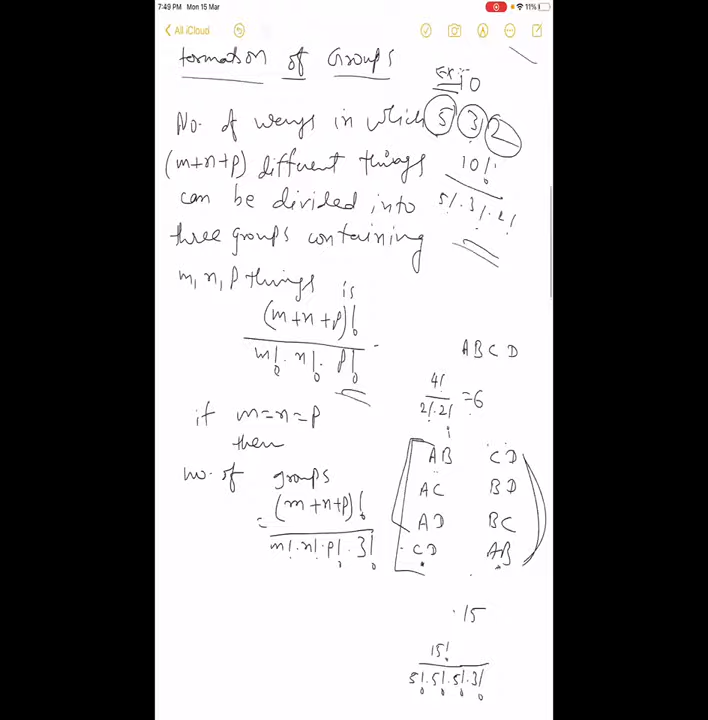 7:49 PM Mon 15 Mar
11%
All iCloud
Formation of Groups
Ex:- 10
No. of ways in which 5 3 2
(m+n+p) different things
10!
5!.3!.2!
can be divided into
three groups containing
m, n, p things is
(m+n+p)!
m!.n!.p!
A B C D
4!
2!.2! =6
if m=n=p
then
AB CD
no. of groups
AC BD
= (m+n+p)!
m!.n!.p!.3!
AD BC
CD AB
15
15!
5!.5!.5!.3!